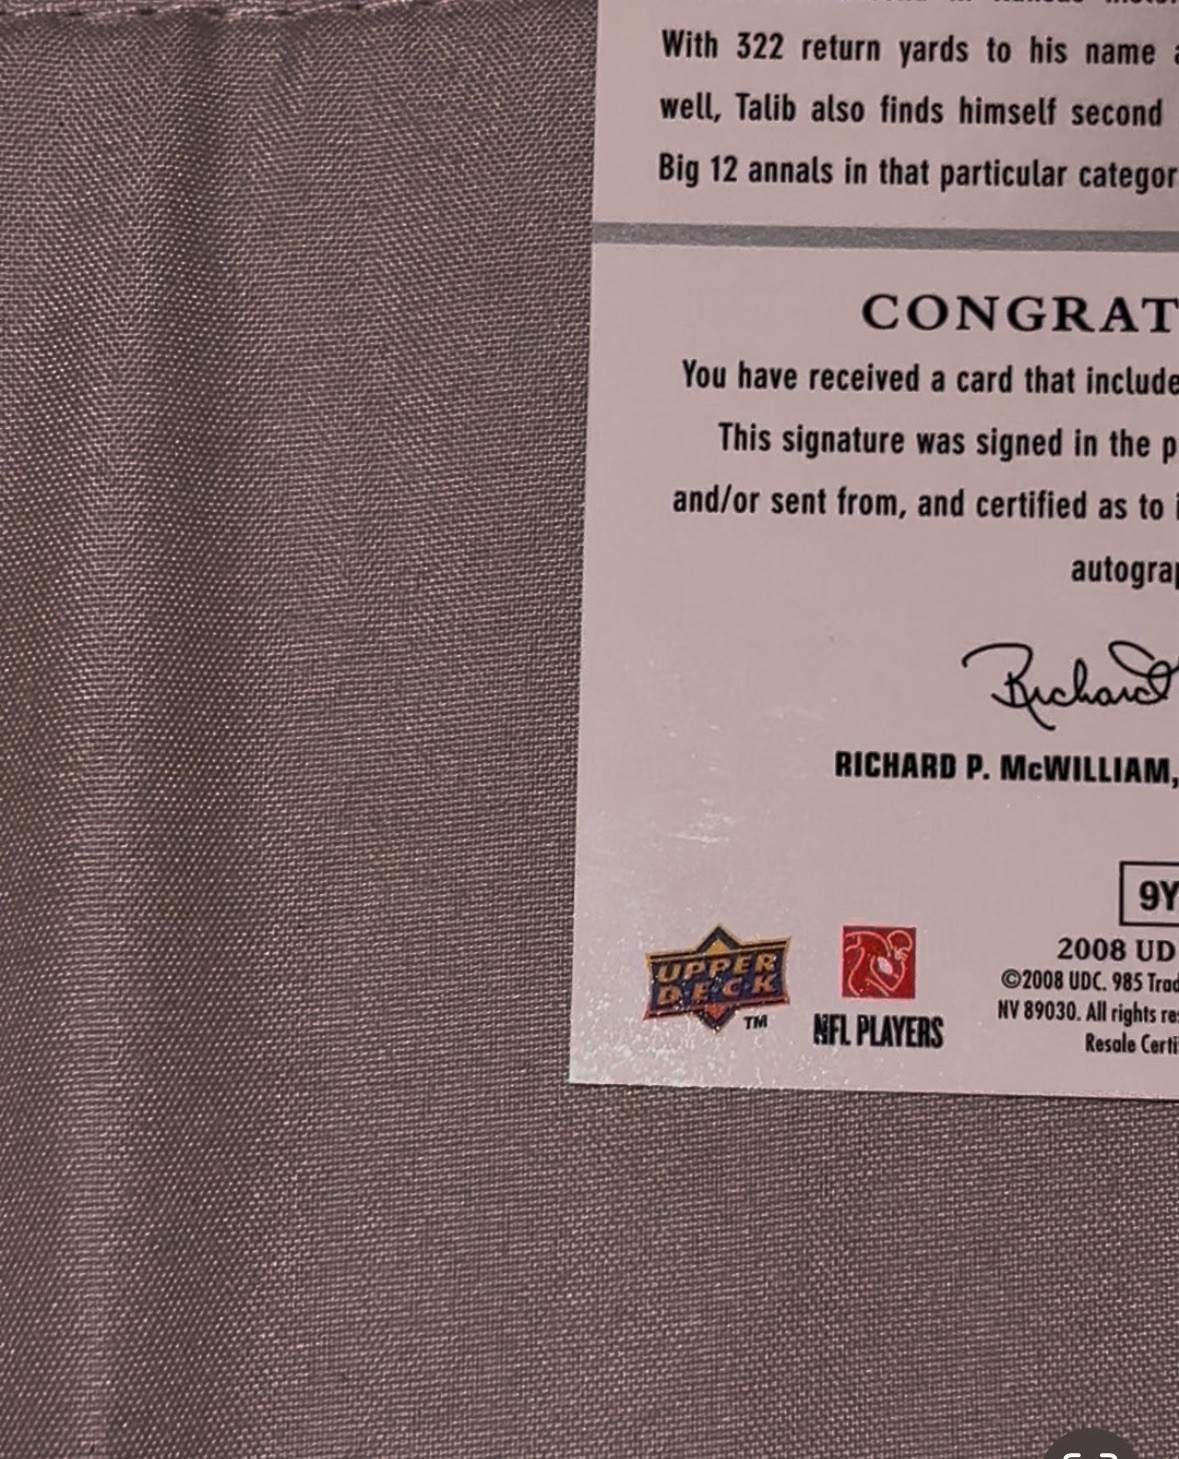 With 322 return yards to his name
well, Talib also finds himself second
Big 12 annals in that particular categor
CONGRAT
You have received a card that include
This signature was signed in the p
and/or sent from, and certified as to i
autograp
Richard
RICHARD P. McWILLIAM,
9Y
UPPER
DECK
TM
NFL PLAYERS
2008 UD
©2008 UDC. 985 Trad
NV 89030. All rights res
Resale Certi